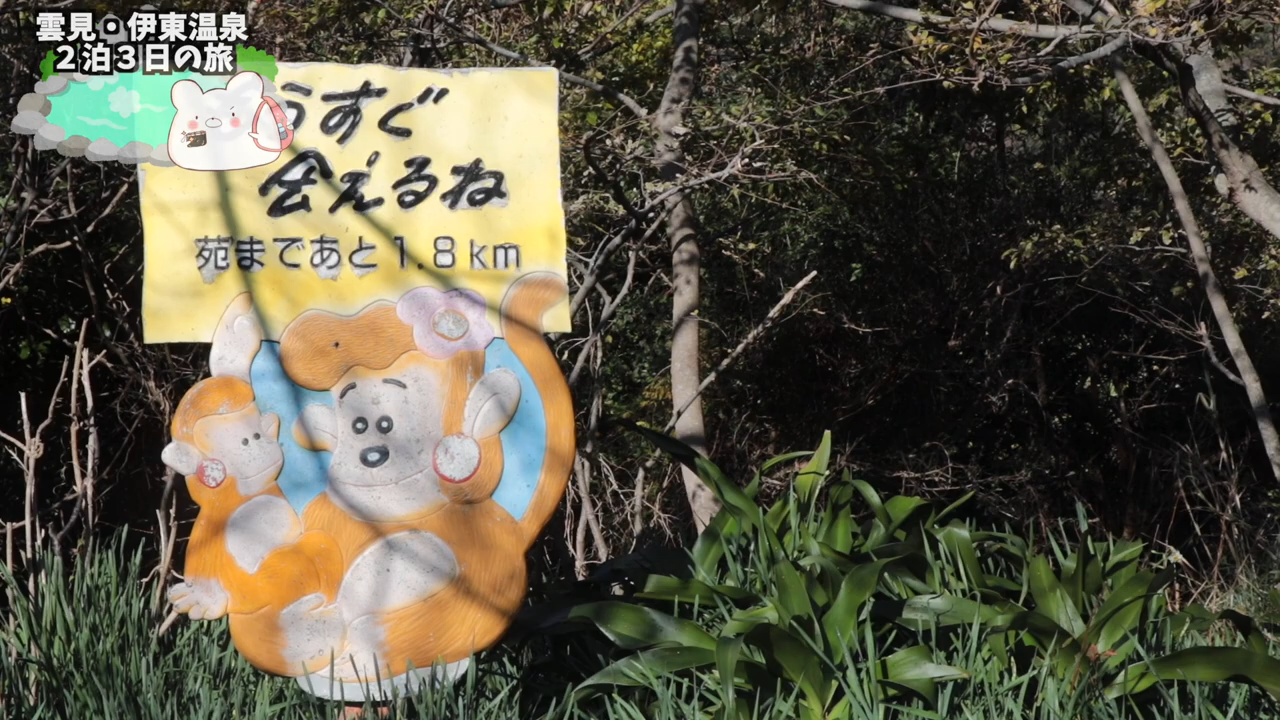 雲見・伊東温泉
２泊３日の旅
うすぐ
会えるね
苑まであと1.8km